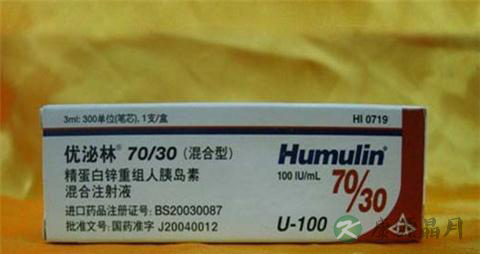 3ml: 300单位(笔芯), 1支/盒
HI 0719
优泌林® 70/30 (混合型)
精蛋白锌重组人胰岛素
混合注射液
进口药品注册证号: BS20030087
批准文号: 国药准字 J20040012
Humulin®
100 IU/mL
70/30
U-100